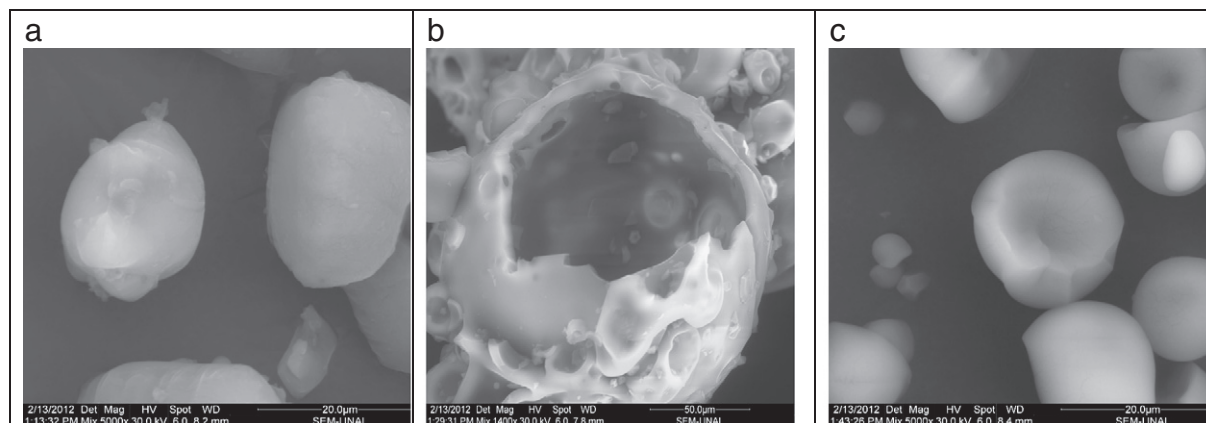 a
2/13/2012 Det Mag HV Spot WD 20.0µm
1:13:32 PM Mix 5000x 30.0 kV 6.0 8.2 mm SEM-UNAL
b
2/13/2012 Det Mag HV Spot WD 50.0µm
1:29:31 PM Mix 1400x 30.0 kV 6.0 7.8 mm SEM-UNAL
c
2/13/2012 Det Mag HV Spot WD 20.0µm
1:43:26 PM Mix 5000x 30.0 kV 6.0 8.4 mm SEM-UNAL